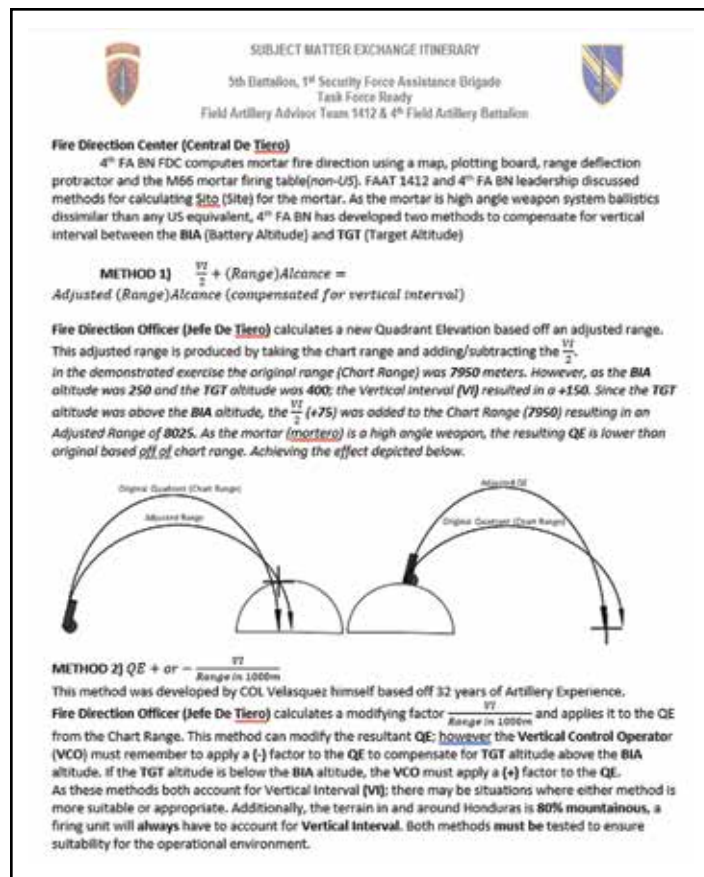 SUBJECT MATTER EXCHANGE ITINERARY
5th Battalion, 1st Security Force Assistance Brigade
Task Force Ready
Field Artillery Advisor Team 1412 & 4th Field Artillery Battalion
Fire Direction Center (Central De Tiero)
4th FA BN FDC computes mortar fire direction using a map, plotting board, range deflection
protractor and the M66 mortar firing table(non-US). FAAT 1412 and 4th FA BN leadership discussed
methods for calculating Sito (Site) for the mortar. As the mortar is high angle weapon system ballistics
dissimilar than any US equivalent, 4th FA BN has developed two methods to compensate for vertical
interval between the BIA (Battery Altitude) and TGT (Target Altitude)
METHOD 1) VI/2 + (Range)Alcance =
Adjusted (Range)Alcance (compensated for vertical interval)
Fire Direction Officer (Jefe De Tiero) calculates a new Quadrant Elevation based off an adjusted range.
This adjusted range is produced by taking the chart range and adding/subtracting the VI/2.
In the demonstrated exercise the original range (Chart Range) was 7950 meters. However, as the BIA
altitude was 250 and the TGT altitude was 400; the Vertical Interval (VI) resulted in a +150. Since the TGT
altitude was above the BIA altitude, the VI/2 (+75) was added to the Chart Range (7950) resulting in an
Adjusted Range of 8025. As the mortar (mortero) is a high angle weapon, the resulting QE is lower than
original based off of chart range. Achieving the effect depicted below.
Original Quadrant (Chart Range)
Adjusted Range
Adjusted QE
Original Quadrant (Chart Range)
METHOD 2) QE + or − VI/Range in 1000m
This method was developed by COL Velasquez himself based off 32 years of Artillery Experience.
Fire Direction Officer (Jefe De Tiero) calculates a modifying factor VI/Range in 1000m and applies it to the QE
from the Chart Range. This method can modify the resultant QE; however the Vertical Control Operator
(VCO) must remember to apply a (-) factor to the QE to compensate for TGT altitude above the BIA
altitude. If the TGT altitude is below the BIA altitude, the VCO must apply a (+) factor to the QE.
As these methods both account for Vertical Interval (VI); there may be situations where either method is
more suitable or appropriate. Additionally, the terrain in and around Honduras is 80% mountainous, a
firing unit will always have to account for Vertical Interval. Both methods must be tested to ensure
suitability for the operational environment.